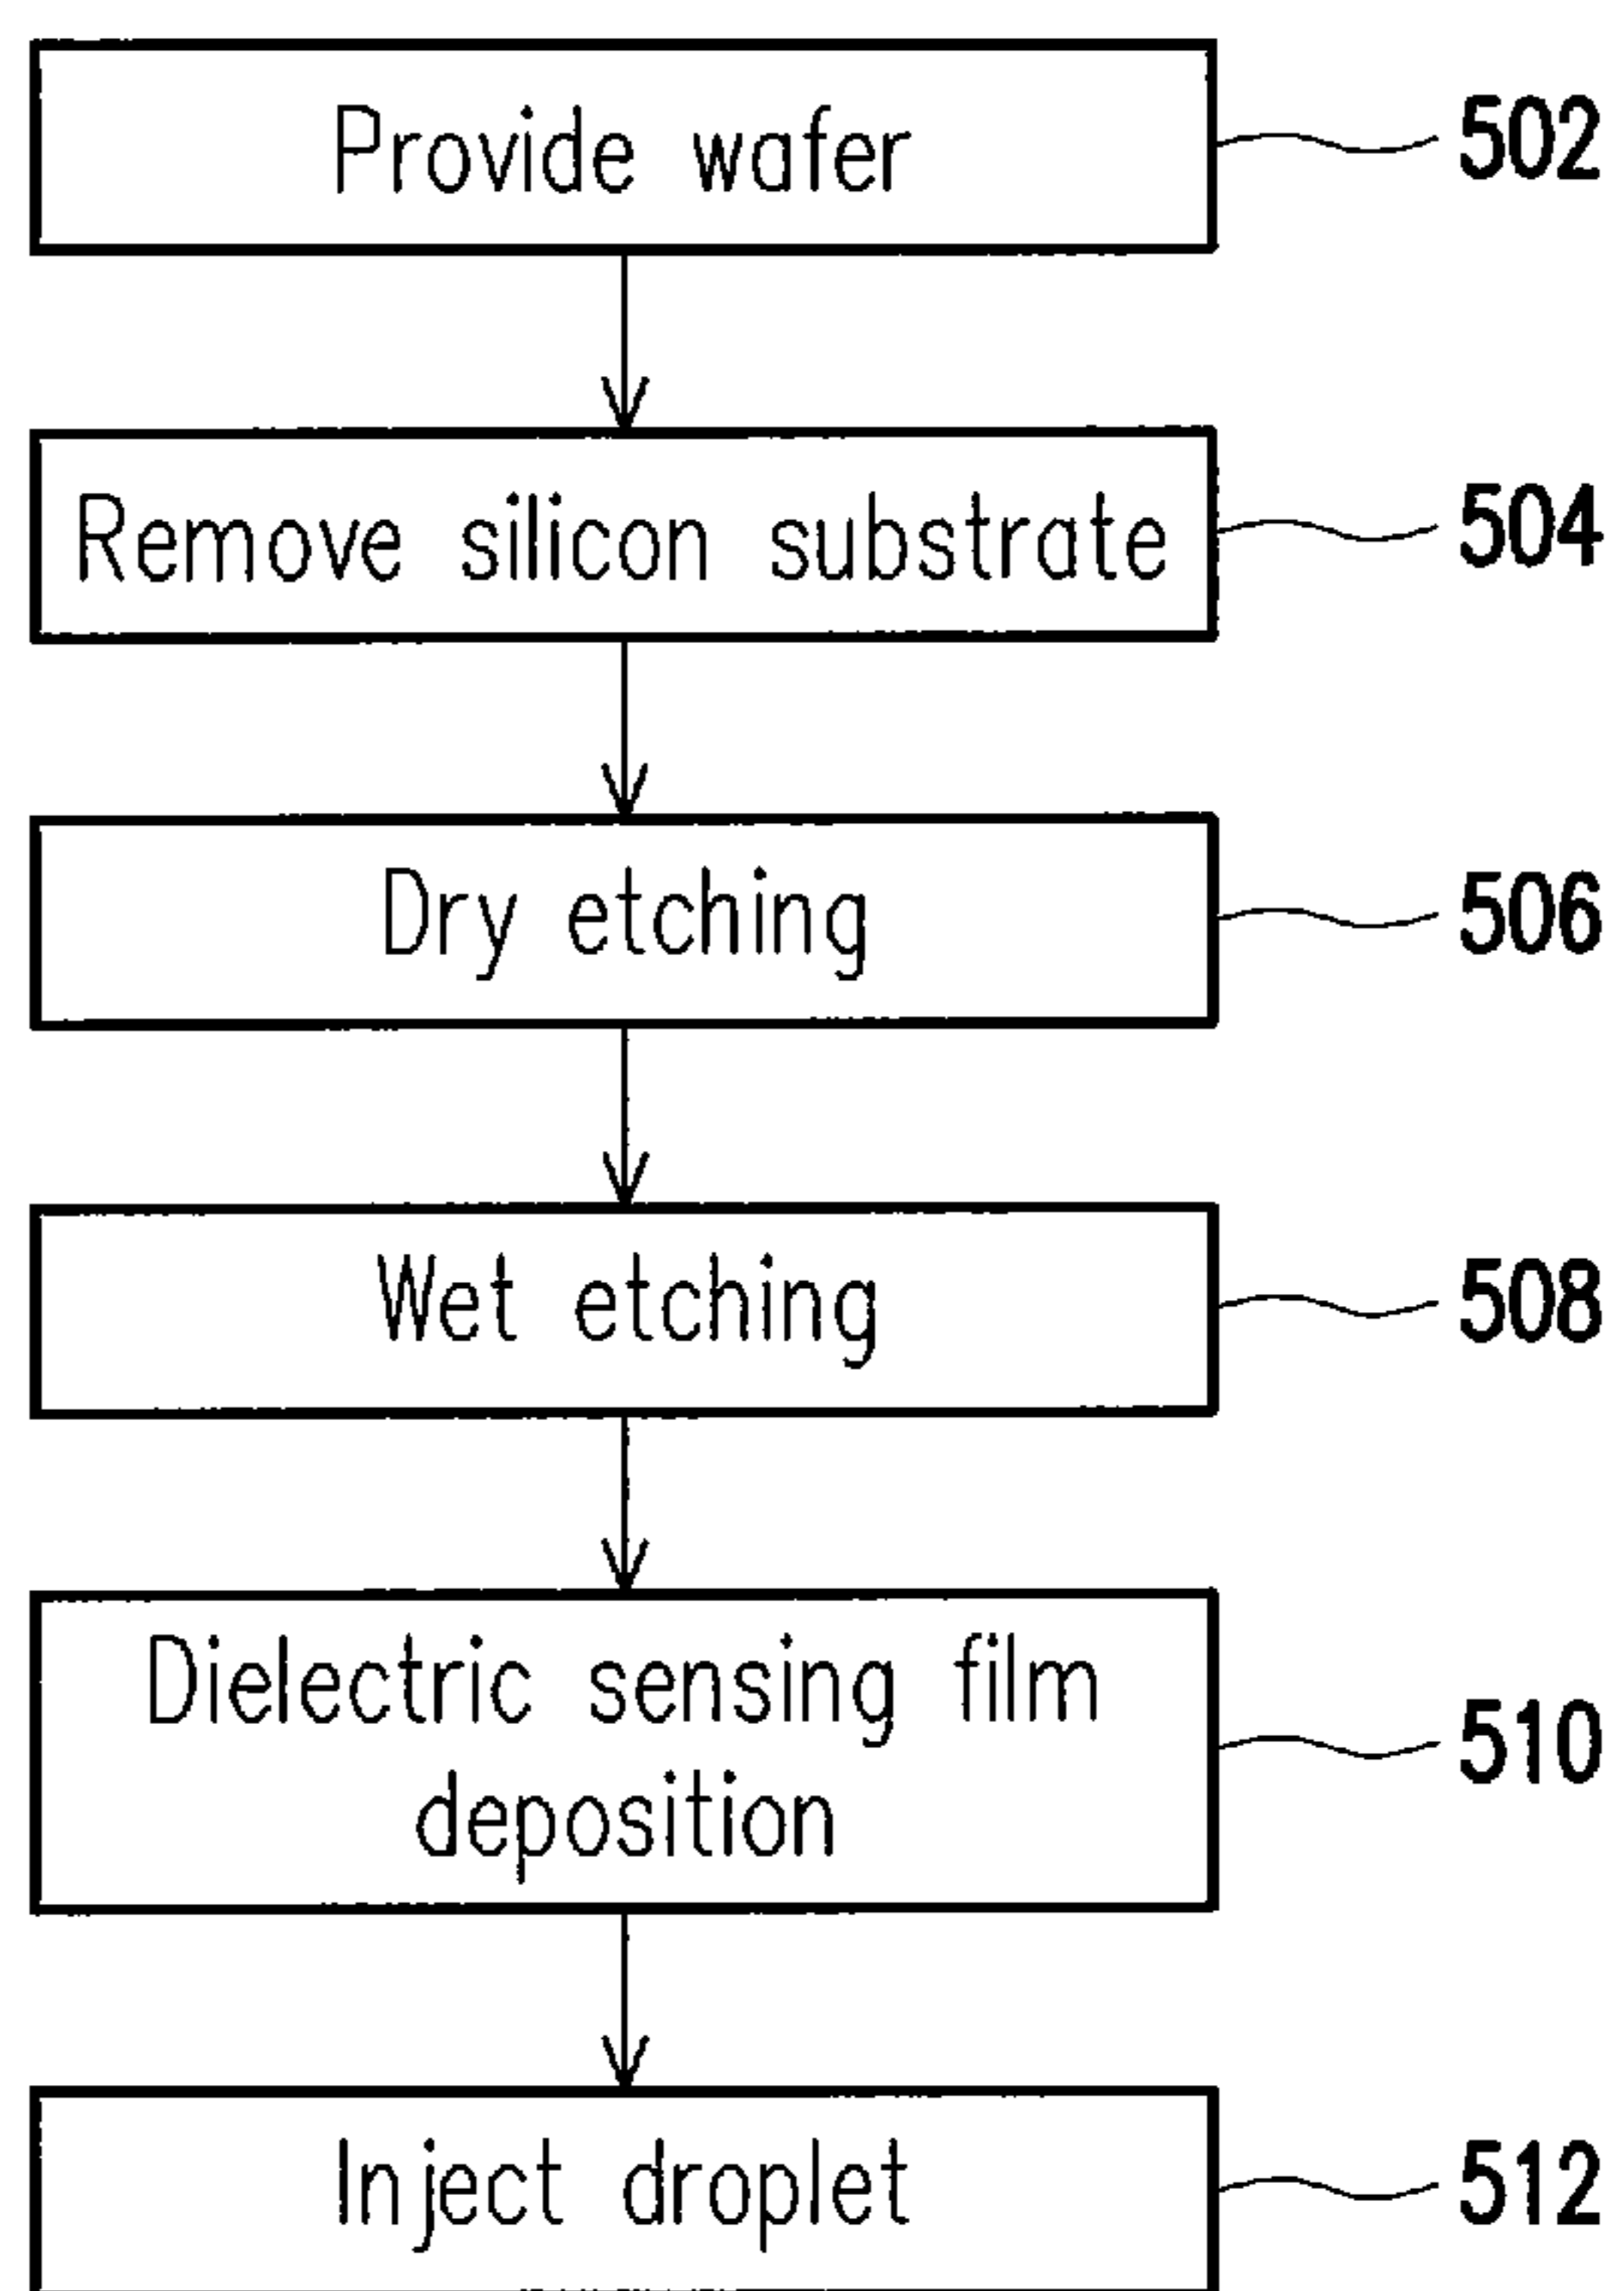 Provide wafer 502
Remove silicon substrate 504
Dry etching 506
Wet etching 508
Dielectric sensing film
deposition 510
Inject droplet 512